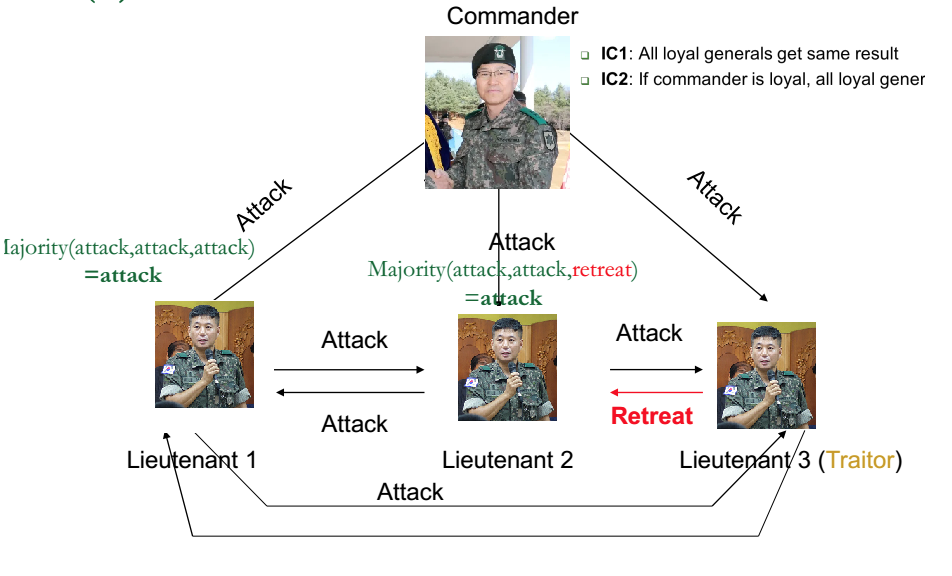 Commander
IC1: All loyal generals get same result
IC2: If commander is loyal, all loyal gener
Attack
Attack
Attack
ajority(attack,attack,attack)
=attack
Majority(attack,attack,retreat)
=attack
Attack
Attack
Attack
Retreat
Lieutenant 1
Lieutenant 2
Lieutenant 3 (Traitor)
Attack